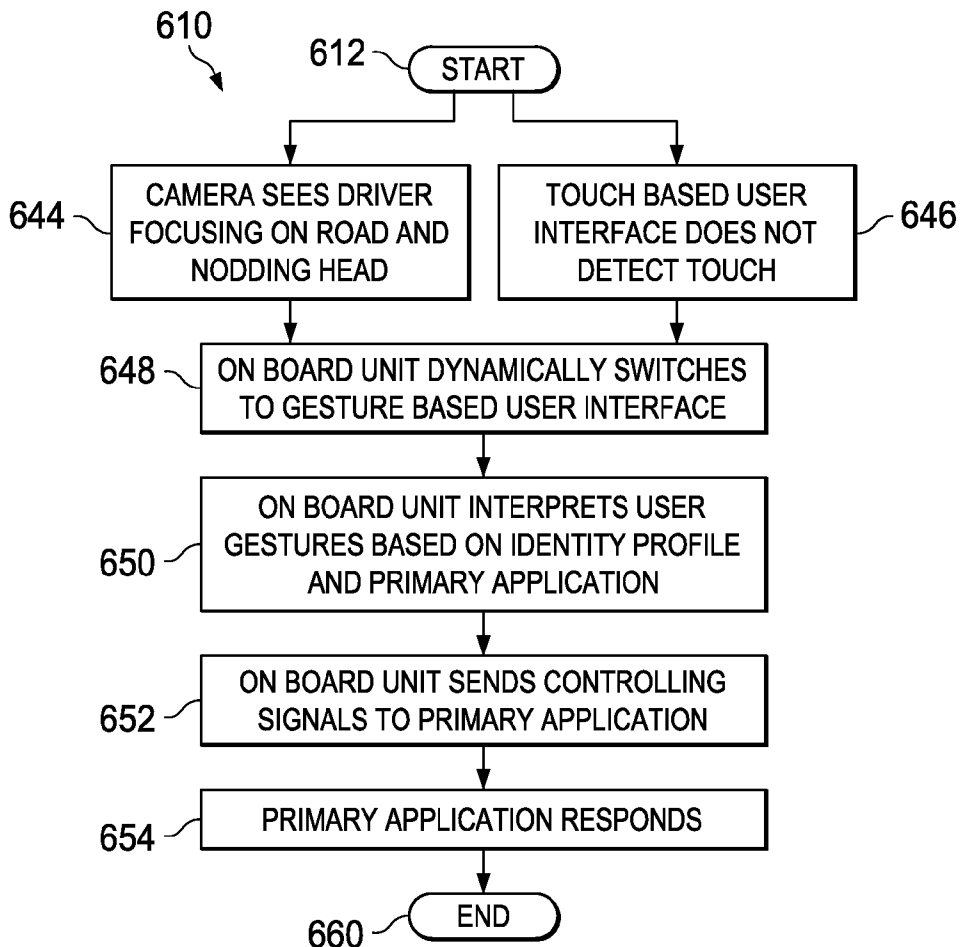 610
612
START
644
CAMERA SEES DRIVER
FOCUSING ON ROAD AND
NODDING HEAD
TOUCH BASED USER
INTERFACE DOES NOT
DETECT TOUCH
646
648
ON BOARD UNIT DYNAMICALLY SWITCHES
TO GESTURE BASED USER INTERFACE
650
ON BOARD UNIT INTERPRETS USER
GESTURES BASED ON IDENTITY PROFILE
AND PRIMARY APPLICATION
652
ON BOARD UNIT SENDS CONTROLLING
SIGNALS TO PRIMARY APPLICATION
654
PRIMARY APPLICATION RESPONDS
660
END